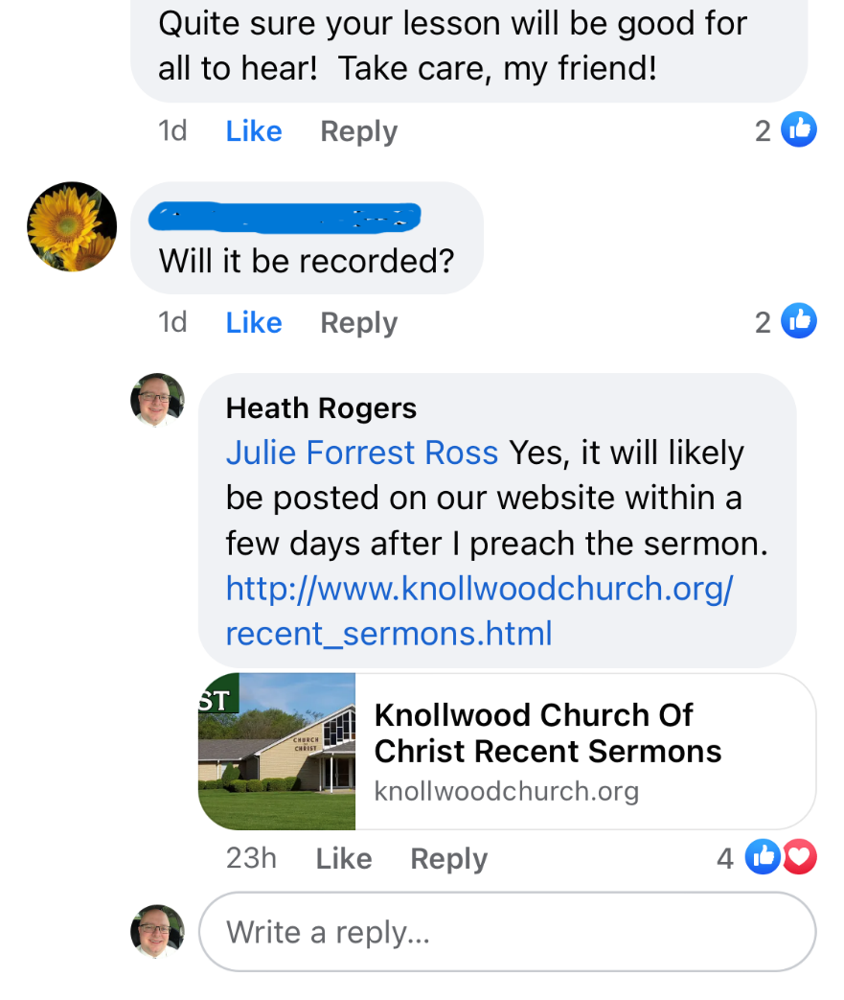 Quite sure your lesson will be good for
all to hear!  Take care, my friend!
1d Like Reply 2
Will it be recorded?
1d Like Reply 2
Heath Rogers
Julie Forrest Ross Yes, it will likely
be posted on our website within a
few days after I preach the sermon.
http://www.knollwoodchurch.org/
recent_sermons.html
ST
CHURCH
OF
CHRIST
Knollwood Church Of
Christ Recent Sermons
knollwoodchurch.org
23h Like Reply 4
Write a reply...